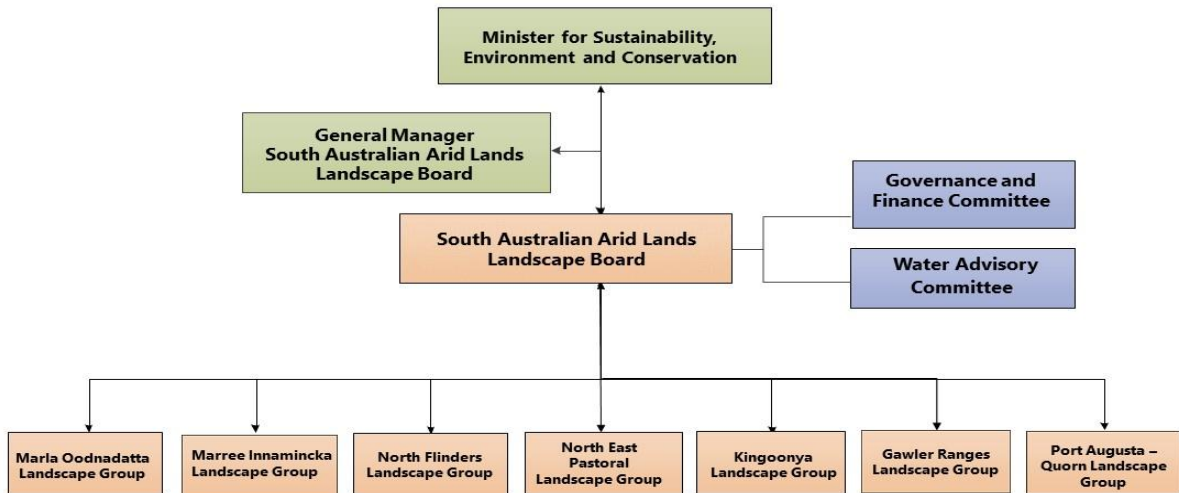 Minister for Sustainability,
Environment and Conservation
General Manager
South Australian Arid Lands
Landscape Board
Governance and
Finance Committee
South Australian Arid Lands
Landscape Board
Water Advisory
Committee
Marla Oodnadatta
Landscape Group
Marree Innamincka
Landscape Group
North Flinders
Landscape Group
North East
Pastoral
Landscape Group
Kingoonya
Landscape Group
Gawler Ranges
Landscape Group
Port Augusta –
Quorn Landscape
Group